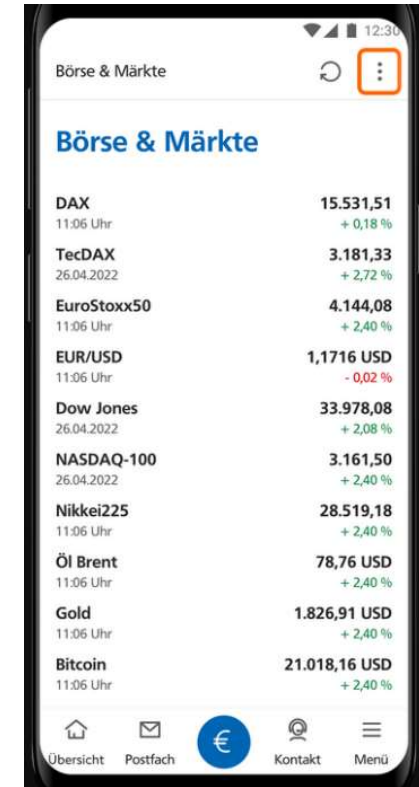 12:30
Börse & Märkte
Börse & Märkte
DAX 15.531,51
11:06 Uhr + 0,18 %
TecDAX 3.181,33
26.04.2022 + 2,72 %
EuroStoxx50 4.144,08
11:06 Uhr + 2,40 %
EUR/USD 1,1716 USD
11:06 Uhr - 0,02 %
Dow Jones 33.978,08
26.04.2022 + 2,08 %
NASDAQ-100 3.161,50
26.04.2022 + 2,40 %
Nikkei225 28.519,18
11:06 Uhr + 2,40 %
Öl Brent 78,76 USD
11:06 Uhr + 2,40 %
Gold 1.826,91 USD
11:06 Uhr + 2,40 %
Bitcoin 21.018,16 USD
11:06 Uhr + 2,40 %
€
Übersicht Postfach Kontakt Menü